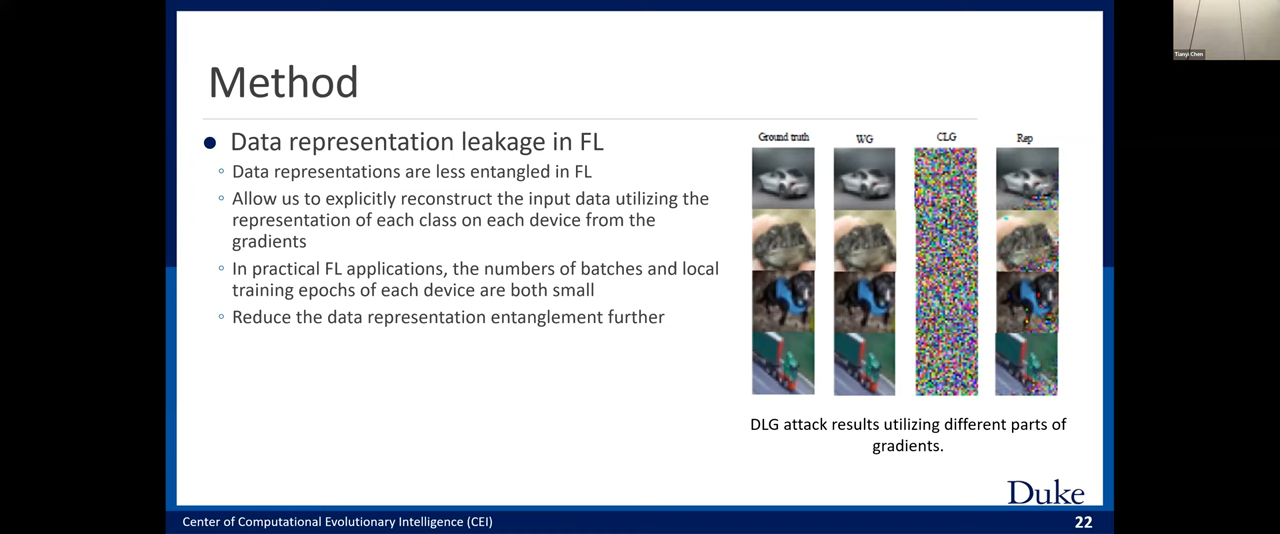 Method
Data representation leakage in FL
Data representations are less entangled in FL
Allow us to explicitly reconstruct the input data utilizing the
representation of each class on each device from the
gradients
In practical FL applications, the numbers of batches and local
training epochs of each device are both small
Reduce the data representation entanglement further
Ground truth WG CLG Rep
DLG attack results utilizing different parts of
gradients.
Duke
Center of Computational Evolutionary Intelligence (CEI)
22
Tianyi Chen